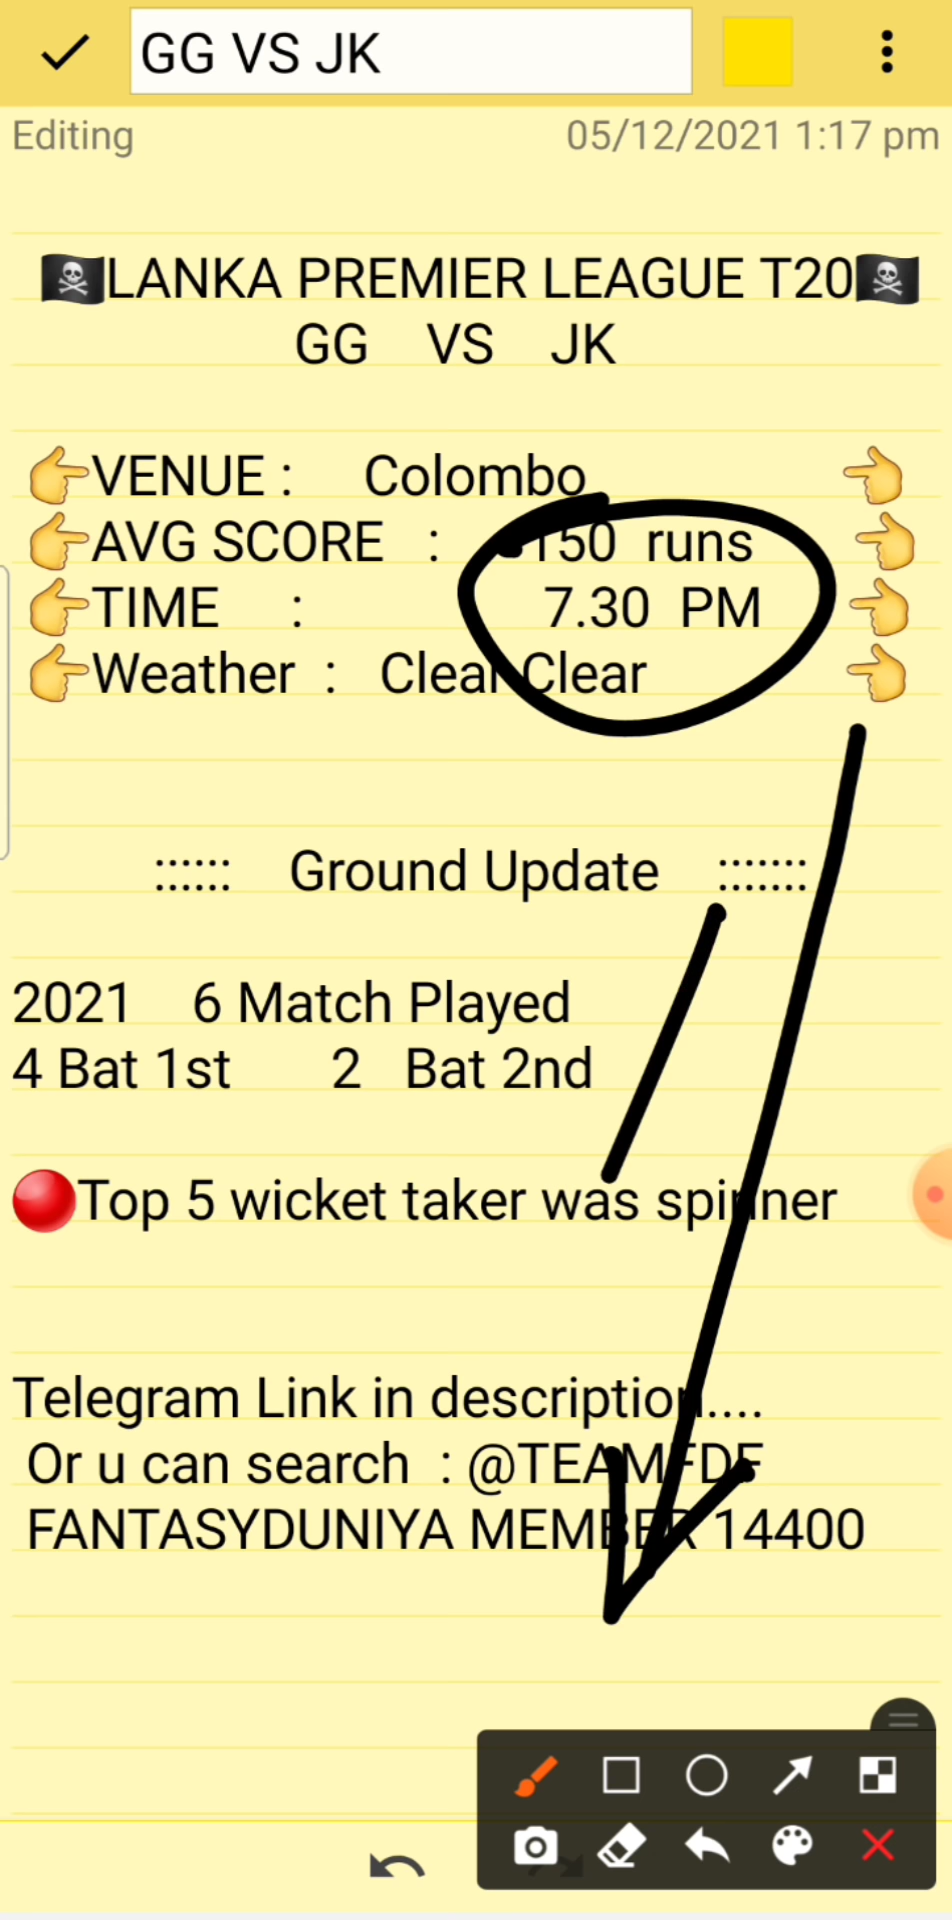 GG VS JK
Editing 05/12/2021 1:17 pm
🏴‍☠️LANKA PREMIER LEAGUE T20🏴‍☠️
GG VS JK
👉VENUE : Colombo 👈
👉AVG SCORE : 150 runs 👈
👉TIME : 7.30 PM 👈
👉Weather : Clear Clear 👈
:::::: Ground Update :::::::
2021 6 Match Played
4 Bat 1st 2 Bat 2nd
🔴Top 5 wicket taker was spinner
Telegram Link in description....
Or u can search : @TEAMFDF
FANTASYDUNIYA MEMBER 14400